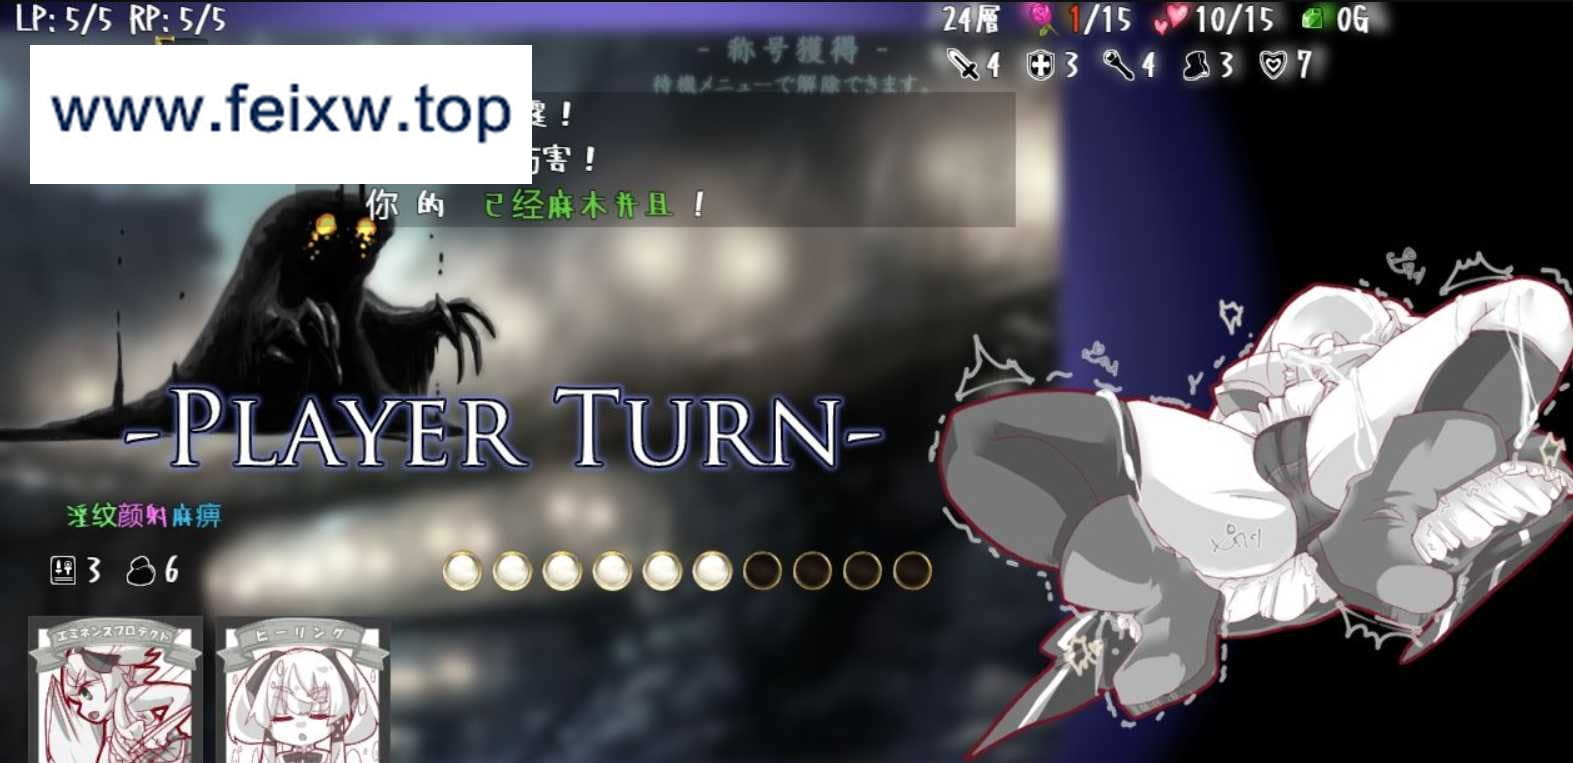 LP: 5/5 RP: 5/5
24層 1/15 10/15 0G
- 称号獲得 -
4 3 4 3 7
待機メニューで解除できます。
www.feixw.top
！
害！
你 的 已经麻木并且 ！
-PLAYER TURN-
淫纹颜射麻痹
3 6
エミネンスプロテクト
ヒーリング